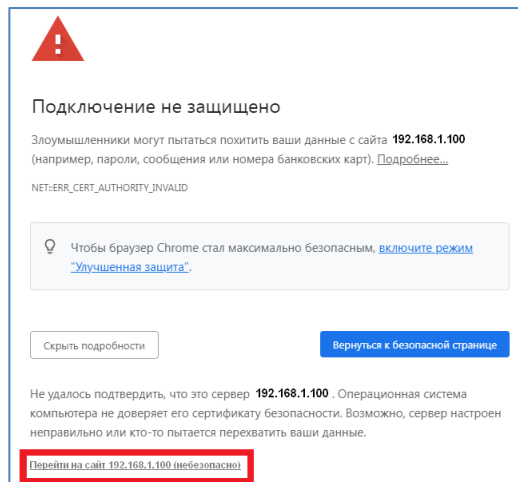 Подключение не защищено
Злоумышленники могут пытаться похитить ваши данные с сайта 192.168.1.100
(например, пароли, сообщения или номера банковских карт). Подробнее...
NET::ERR_CERT_AUTHORITY_INVALID
Чтобы браузер Chrome стал максимально безопасным, включите режим
"Улучшенная защита".
Скрыть подробности
Вернуться к безопасной странице
Не удалось подтвердить, что это сервер 192.168.1.100 . Операционная система
компьютера не доверяет его сертификату безопасности. Возможно, сервер настроен
неправильно или кто-то пытается перехватить ваши данные.
Перейти на сайт 192.168.1.100 (небезопасно)